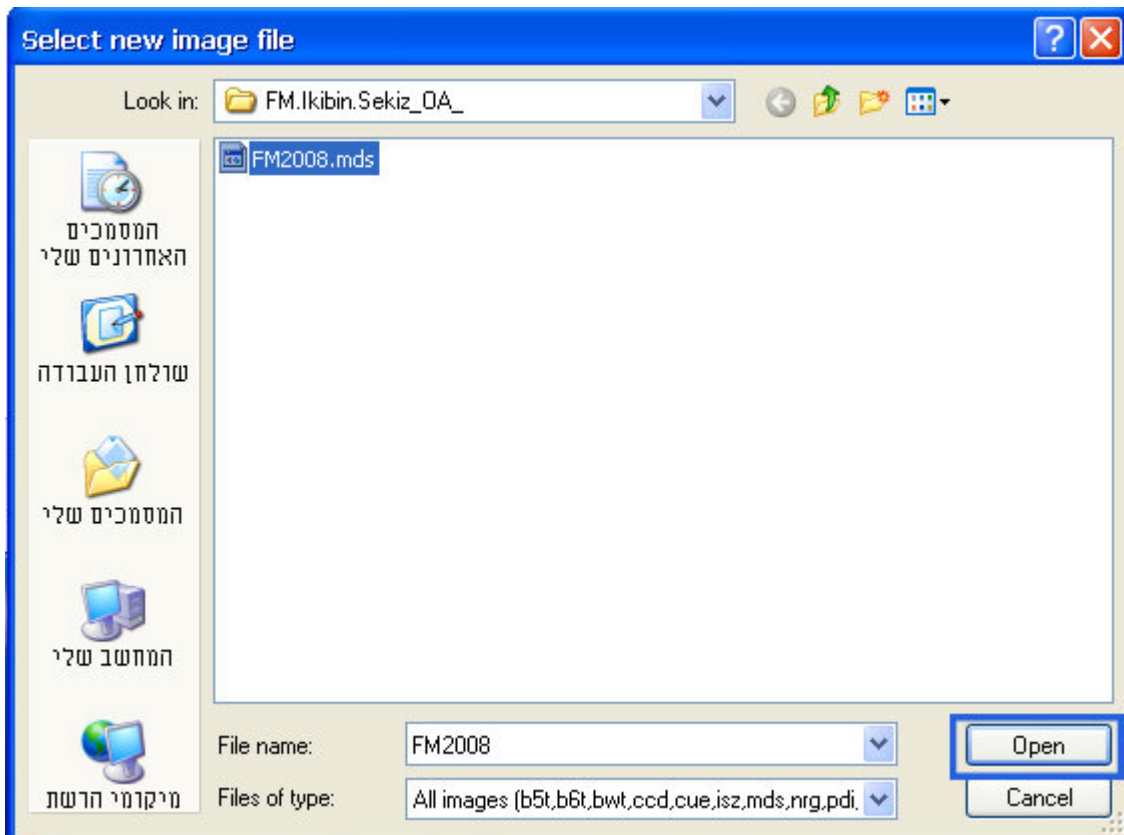 Select new image file
Look in:
FM.Ikibin.Sekiz_OA_
FM2008.mds
המסמכים
האחרונים שלי
שולחן העבודה
המסמכים שלי
המחשב שלי
מיקומי הרשת
File name:
FM2008
Open
Files of type:
All images (b5t,b6t,bwt,ccd,cue,isz,mds,nrg,pdi,
Cancel